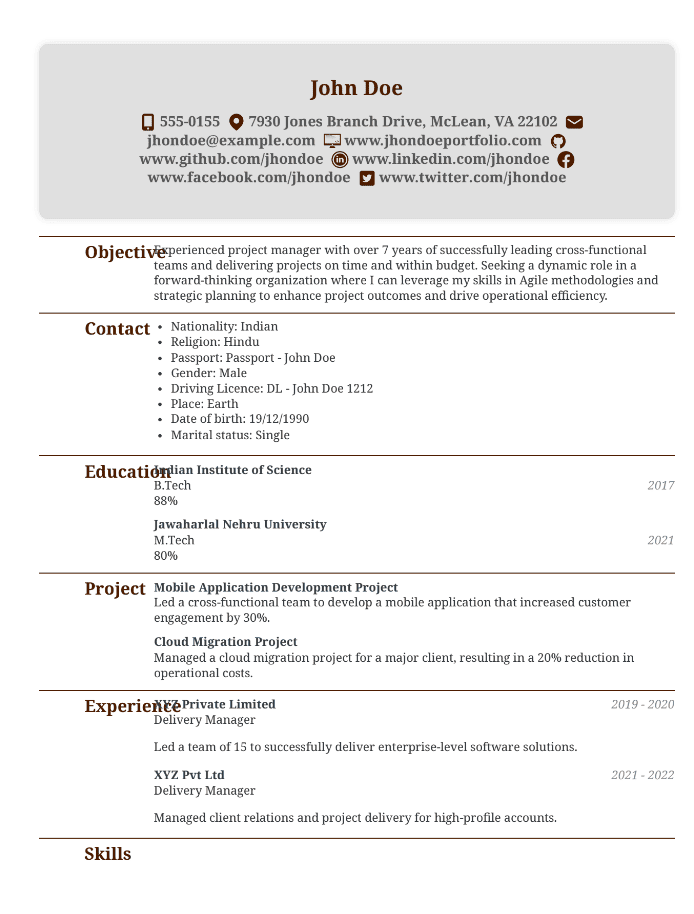 John Doe
555-0155 7930 Jones Branch Drive, McLean, VA 22102
jhondoe@example.com www.jhondoeportfolio.com
www.github.com/jhondoe www.linkedin.com/jhondoe
www.facebook.com/jhondoe www.twitter.com/jhondoe
Objective
Experienced project manager with over 7 years of successfully leading cross-functional
teams and delivering projects on time and within budget. Seeking a dynamic role in a
forward-thinking organization where I can leverage my skills in Agile methodologies and
strategic planning to enhance project outcomes and drive operational efficiency.
Contact
• Nationality: Indian
• Religion: Hindu
• Passport: Passport - John Doe
• Gender: Male
• Driving Licence: DL - John Doe 1212
• Place: Earth
• Date of birth: 19/12/1990
• Marital status: Single
Education
Indian Institute of Science
B.Tech 2017
88%
Jawaharlal Nehru University
M.Tech 2021
80%
Project
Mobile Application Development Project
Led a cross-functional team to develop a mobile application that increased customer
engagement by 30%.
Cloud Migration Project
Managed a cloud migration project for a major client, resulting in a 20% reduction in
operational costs.
Experience
XYZ Private Limited 2019 - 2020
Delivery Manager
Led a team of 15 to successfully deliver enterprise-level software solutions.
XYZ Pvt Ltd 2021 - 2022
Delivery Manager
Managed client relations and project delivery for high-profile accounts.
Skills